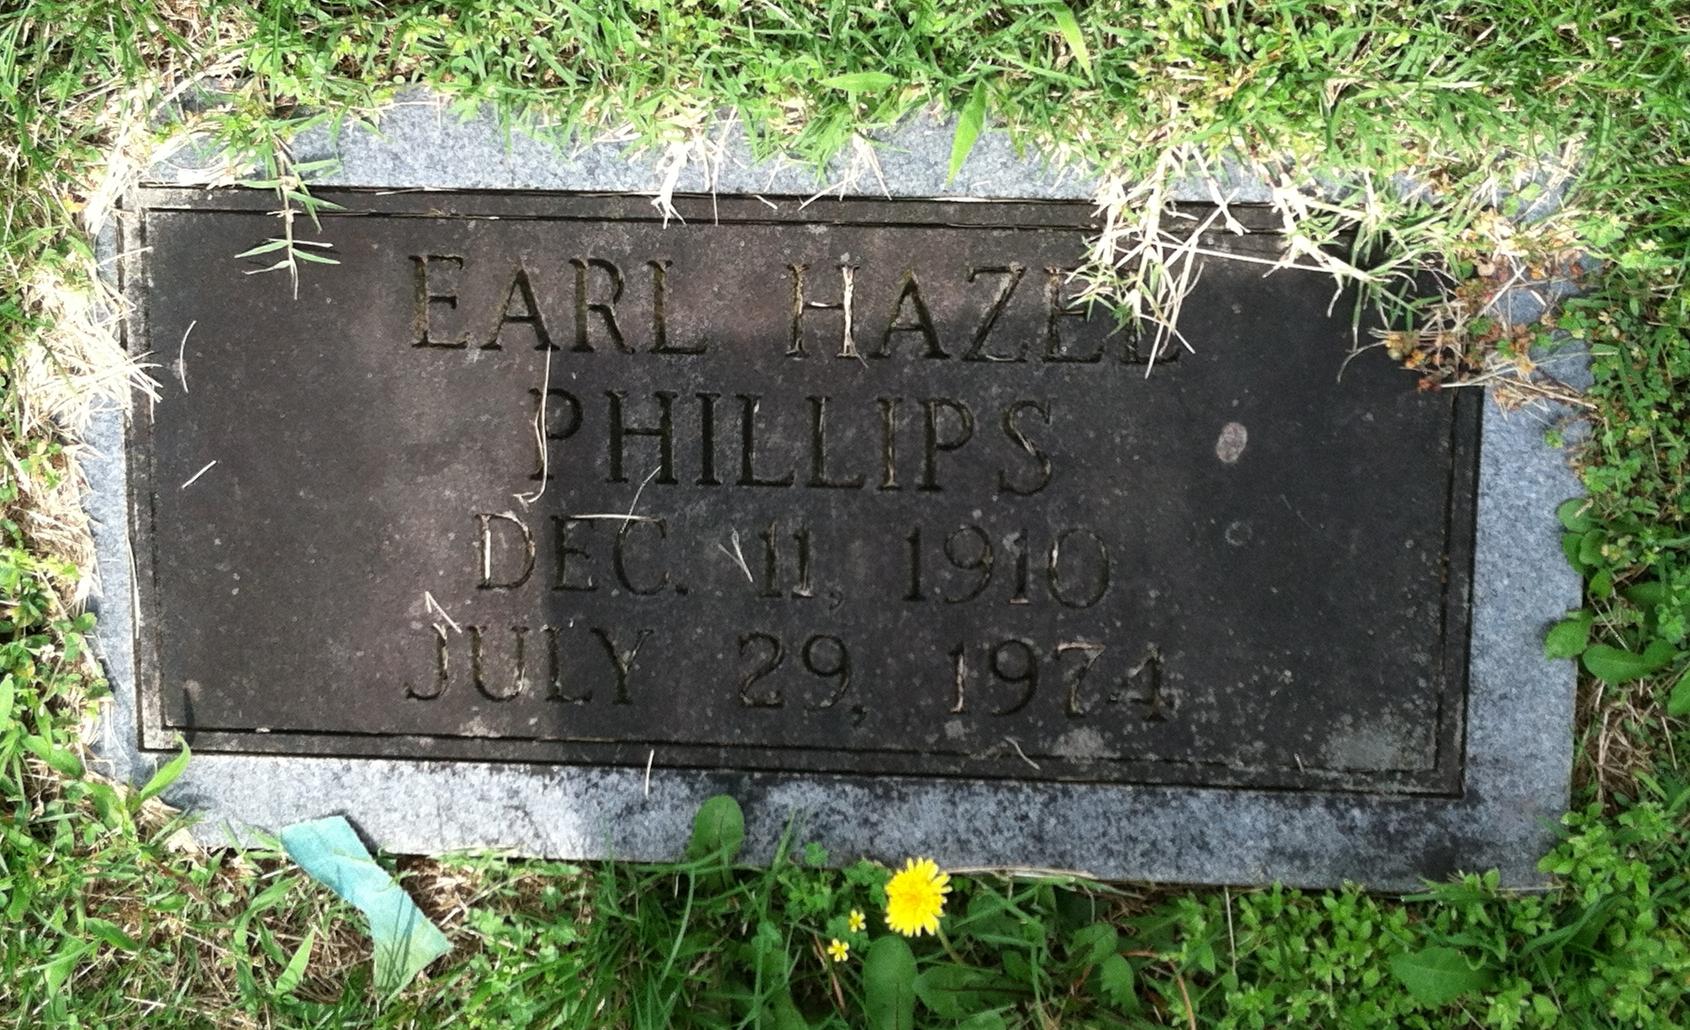 EARL HAZEL
PHILLIPS
DEC. 11, 1910
JULY 29, 1974